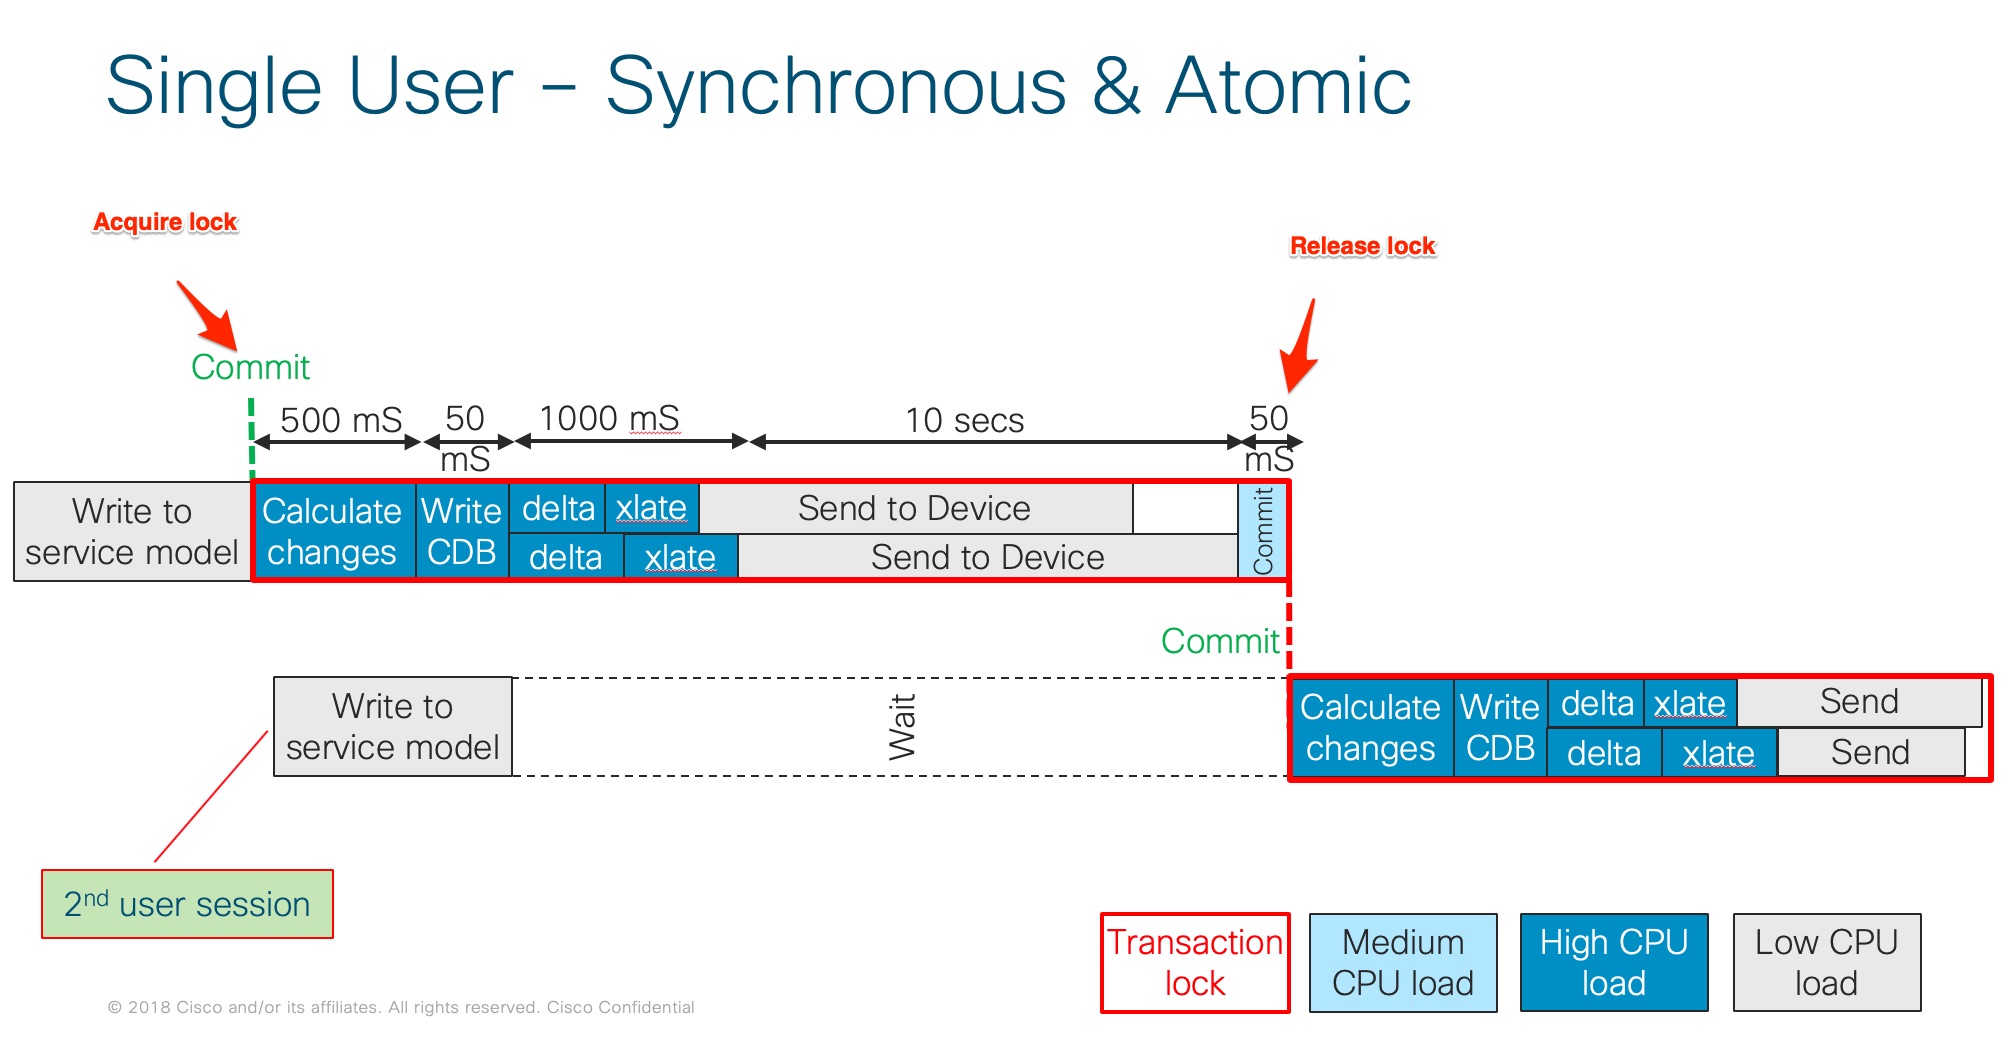 Single User – Synchronous & Atomic
Acquire lock
Release lock
Commit
500 mS
50
mS
1000 mS
10 secs
50
mS
Write to
service model
Calculate
changes
Write
CDB
delta
xlate
Send to Device
delta
xlate
Send to Device
Commit
Commit
Write to
service model
Wait
Calculate
changes
Write
CDB
delta
xlate
Send
delta
xlate
Send
2nd user session
Transaction
lock
Medium
CPU load
High CPU
load
Low CPU
load
© 2018 Cisco and/or its affiliates. All rights reserved. Cisco Confidential